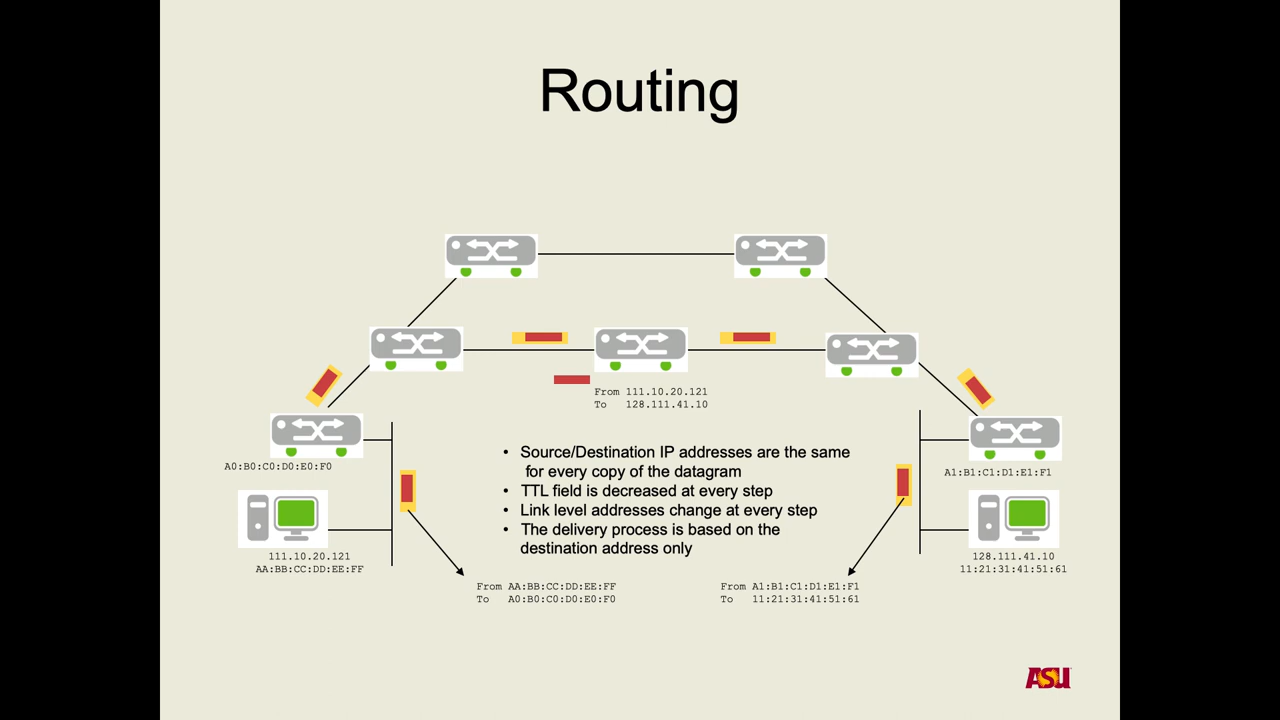 Routing
From 111.10.20.121
To 128.111.41.10
A0:B0:C0:D0:E0:F0
A1:B1:C1:D1:E1:F1
• Source/Destination IP addresses are the same
for every copy of the datagram
• TTL field is decreased at every step
• Link level addresses change at every step
• The delivery process is based on the
destination address only
111.10.20.121
AA:BB:CC:DD:EE:FF
128.111.41.10
11:21:31:41:51:61
From AA:BB:CC:DD:EE:FF
To A0:B0:C0:D0:E0:F0
From A1:B1:C1:D1:E1:F1
To 11:21:31:41:51:61
ASU